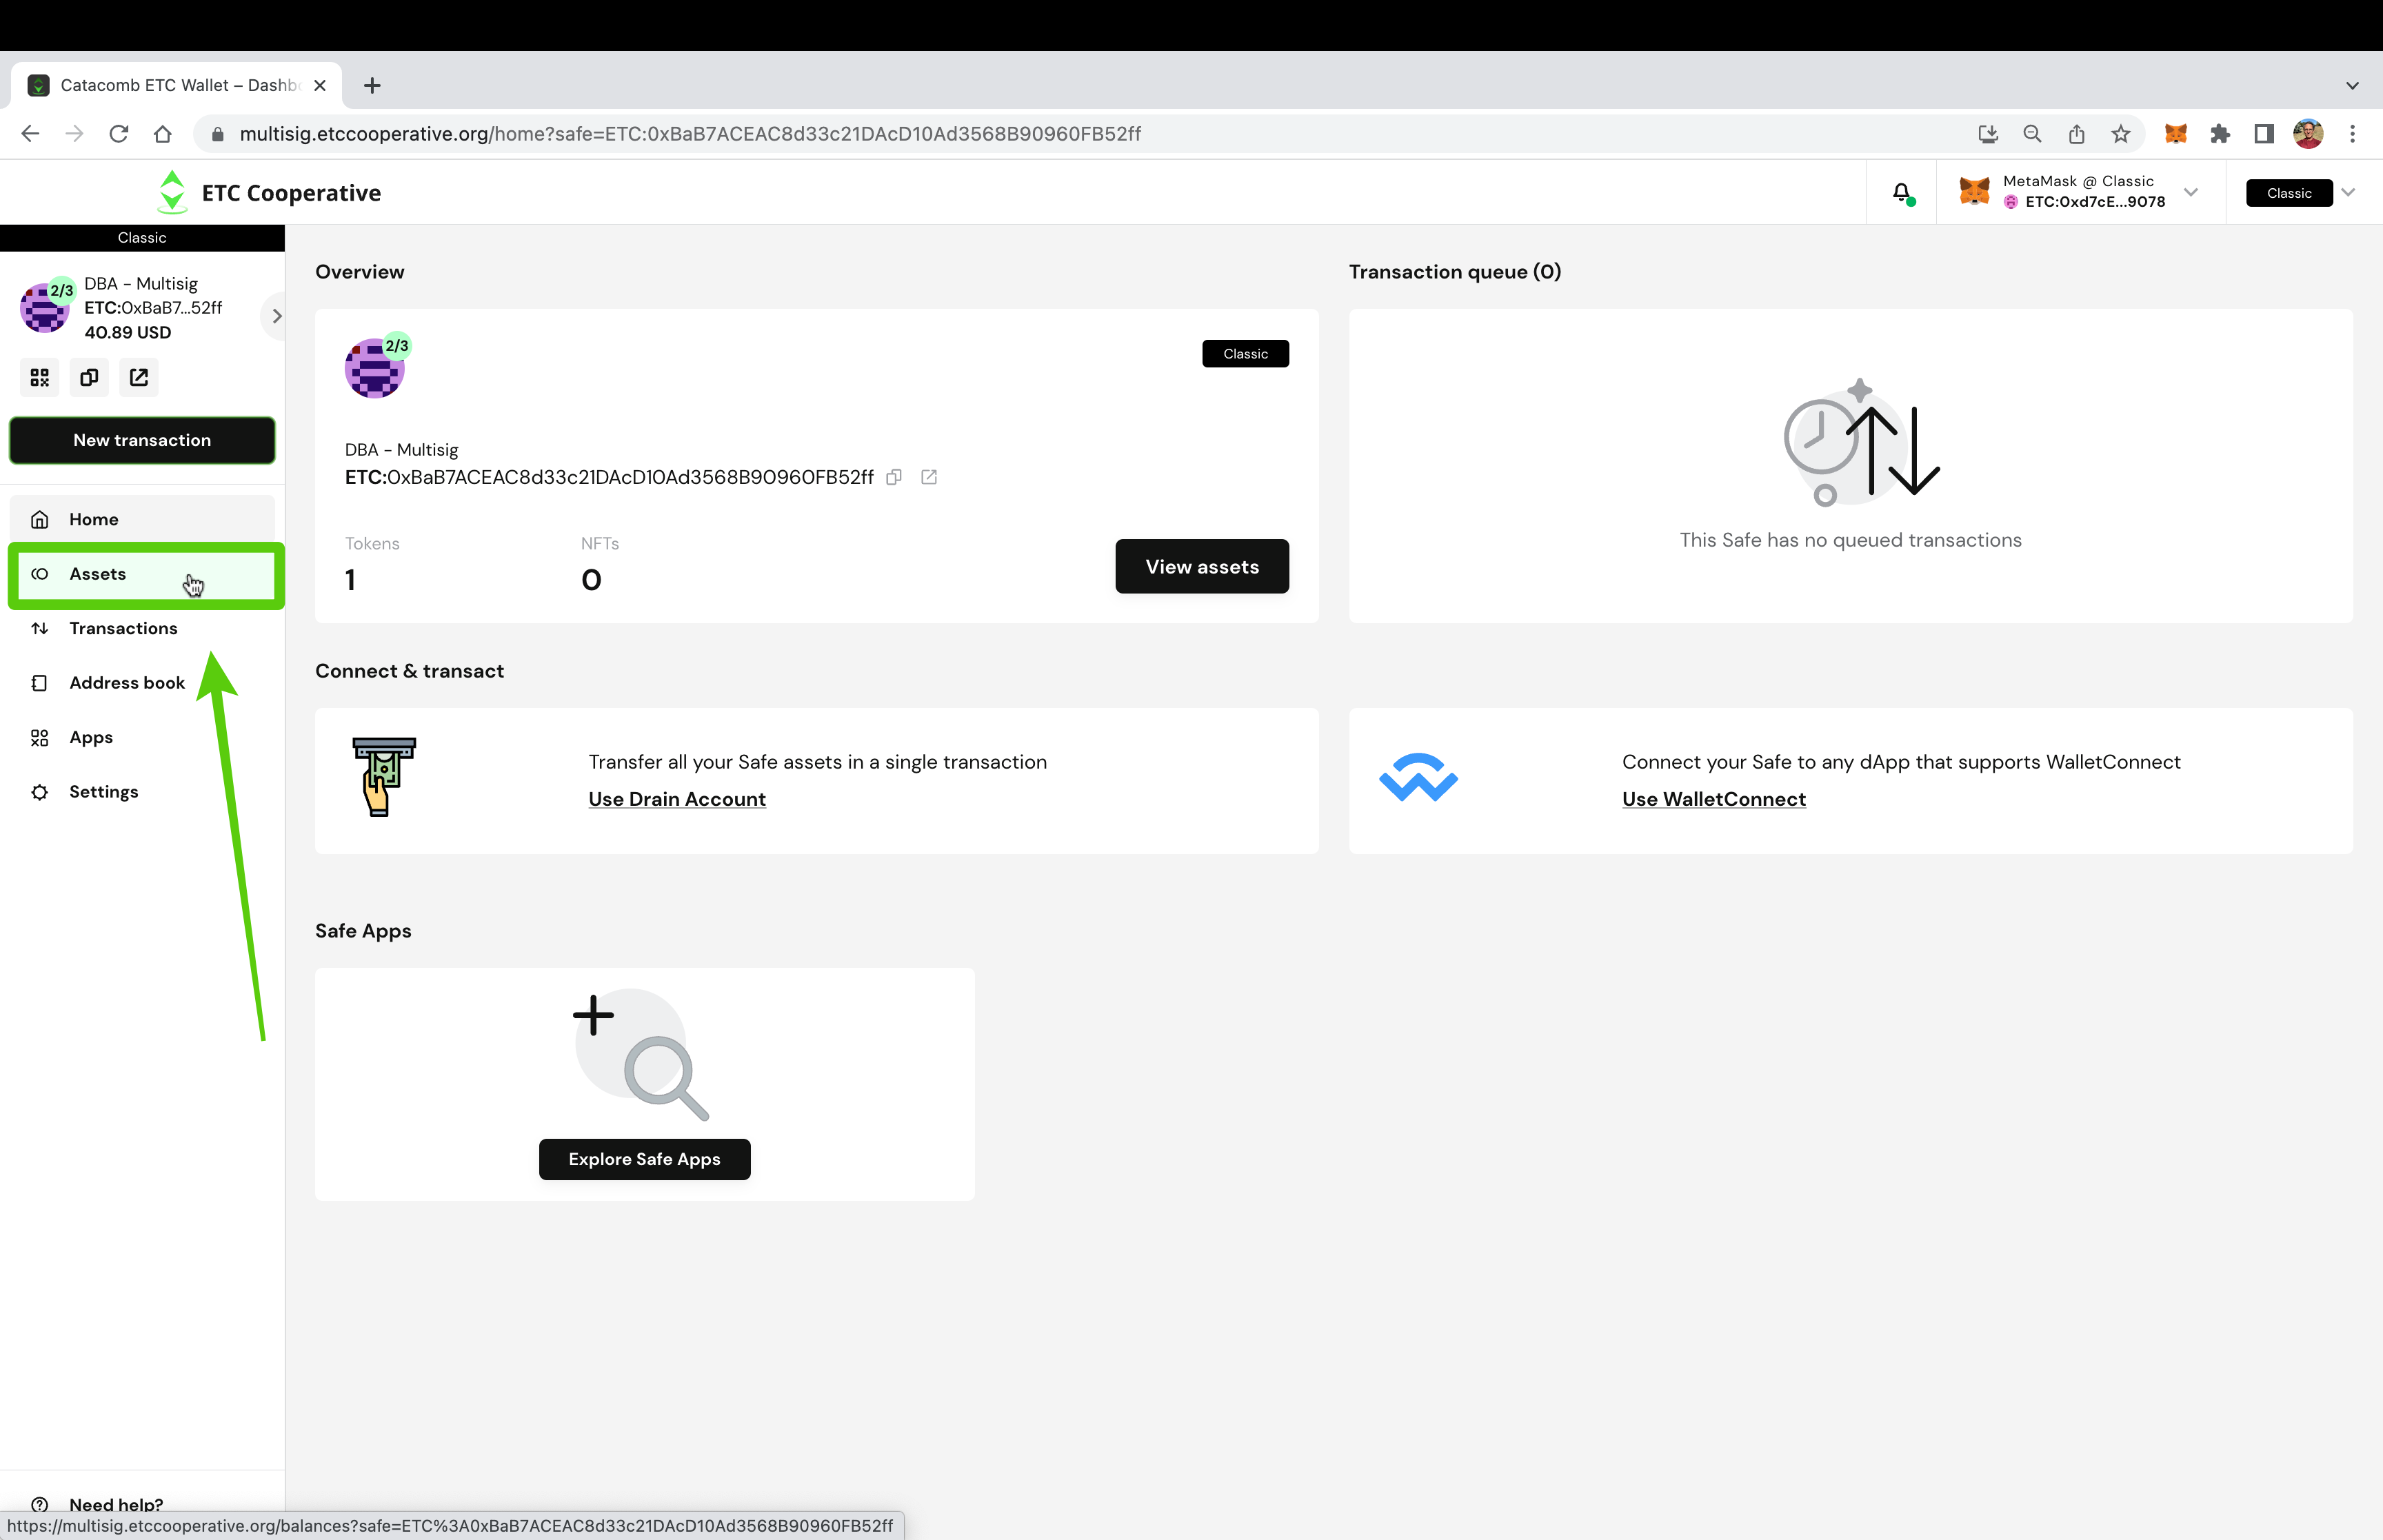 Catacomb ETC Wallet – Dashb
multisig.etccooperative.org/home?safe=ETC:0xBaB7ACEAC8d33c21DAcD10Ad3568B90960FB52ff
ETC Cooperative
MetaMask @ Classic
ETC:0xd7cE...9078
Classic
Classic
2/3
DBA - Multisig
ETC:0xBaB7...52ff
40.89 USD
New transaction
Home
Assets
Transactions
Address book
Apps
Settings
Need help?
Overview
2/3
Classic
DBA - Multisig
ETC:0xBaB7ACEAC8d33c21DAcD10Ad3568B90960FB52ff
Tokens
1
NFTs
0
View assets
Transaction queue (0)
This Safe has no queued transactions
Connect & transact
Transfer all your Safe assets in a single transaction
Use Drain Account
Connect your Safe to any dApp that supports WalletConnect
Use WalletConnect
Safe Apps
Explore Safe Apps
https://multisig.etccooperative.org/balances?safe=ETC%3A0xBaB7ACEAC8d33c21DAcD10Ad3568B90960FB52ff